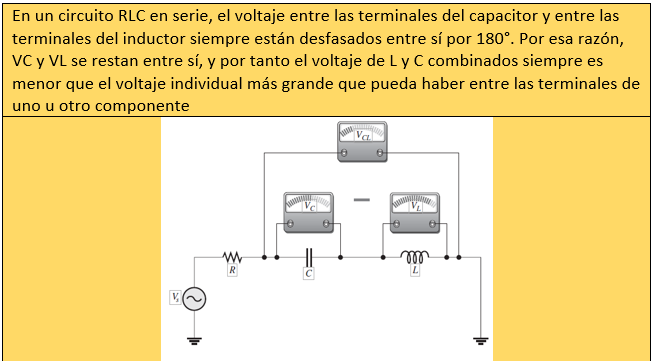 En un circuito RLC en serie, el voltaje entre las terminales del capacitor y entre las
terminales del inductor siempre están desfasados entre sí por 180°. Por esa razón,
VC y VL se restan entre sí, y por tanto el voltaje de L y C combinados siempre es
menor que el voltaje individual más grande que pueda haber entre las terminales de
uno u otro componente
V_CL
V_C
V_L
R
C
L
V_s